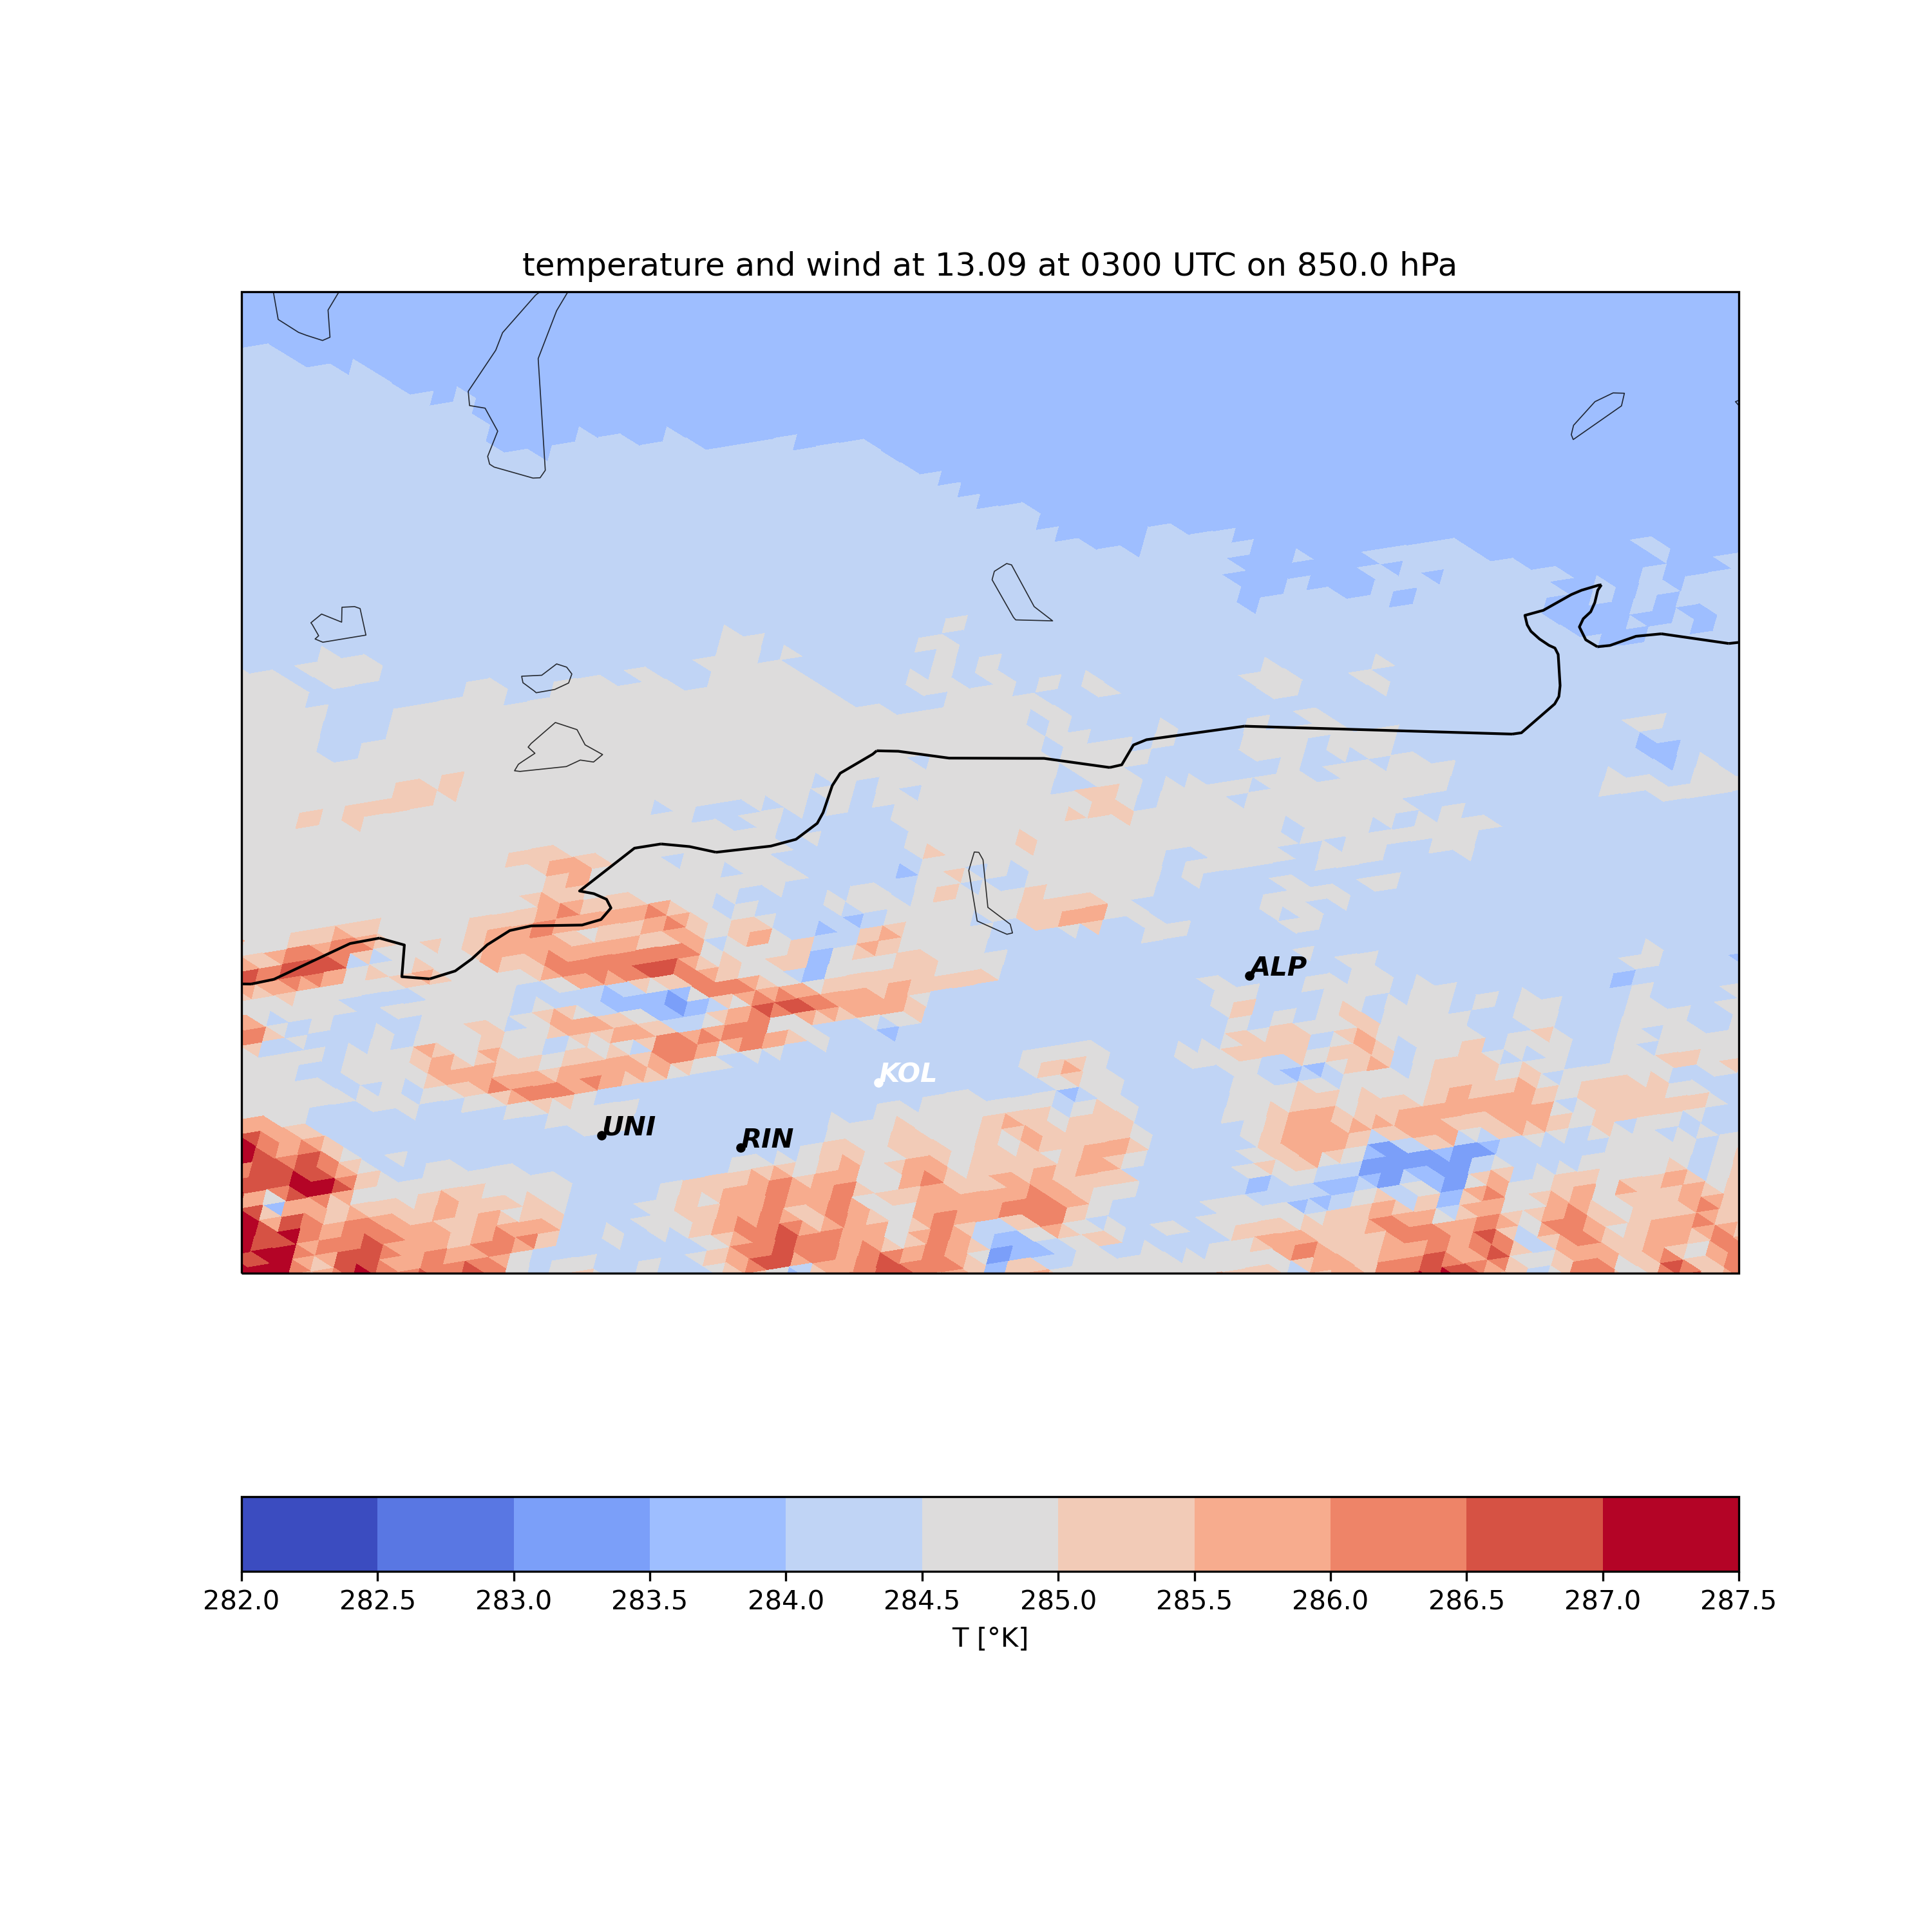 temperature and wind at 13.09 at 0300 UTC on 850.0 hPa
ALP
KOL
UNI
RIN
282.0 282.5 283.0 283.5 284.0 284.5 285.0 285.5 286.0 286.5 287.0 287.5
T [°K]